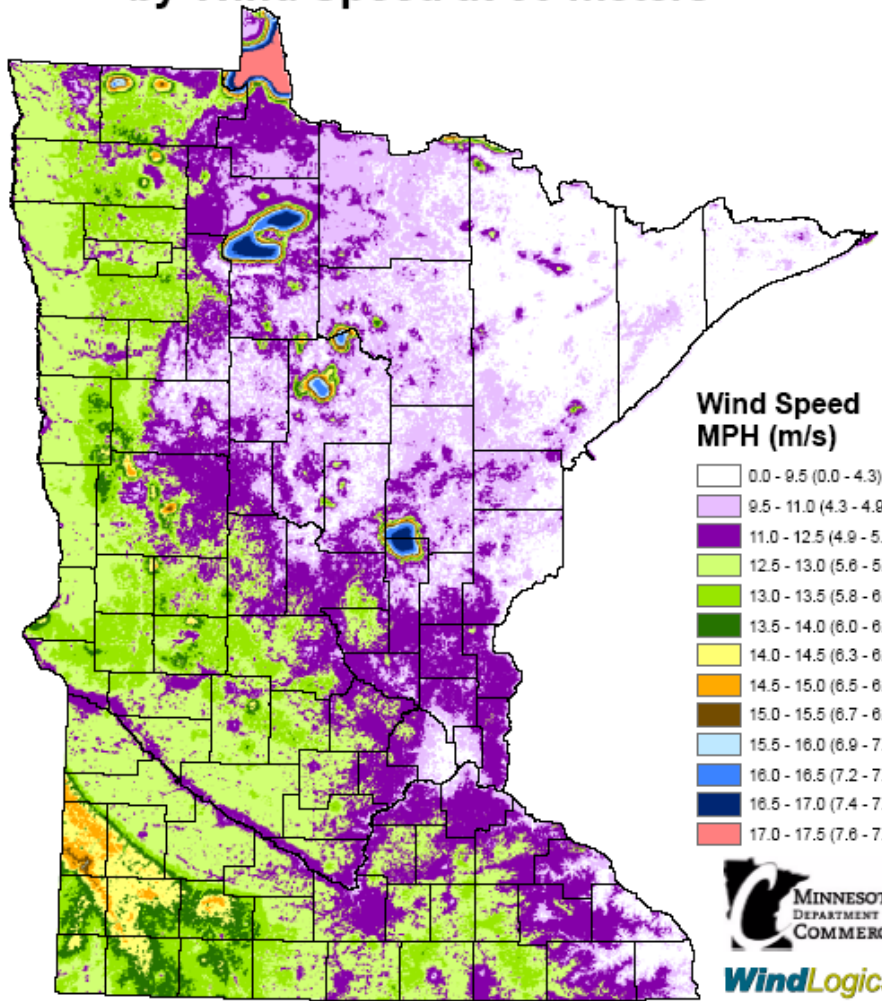 Wind Speed
MPH (m/s)
0.0 - 9.5 (0.0 - 4.3)
9.5 - 11.0 (4.3 - 4.9
11.0 - 12.5 (4.9 - 5.
12.5 - 13.0 (5.6 - 5.
13.0 - 13.5 (5.8 - 6.
13.5 - 14.0 (6.0 - 6.
14.0 - 14.5 (6.3 - 6.
14.5 - 15.0 (6.5 - 6.
15.0 - 15.5 (6.7 - 6.
15.5 - 16.0 (6.9 - 7.
16.0 - 16.5 (7.2 - 7.
16.5 - 17.0 (7.4 - 7.
17.0 - 17.5 (7.6 - 7.
MINNESOT
DEPARTMENT
COMMERC
WindLogic